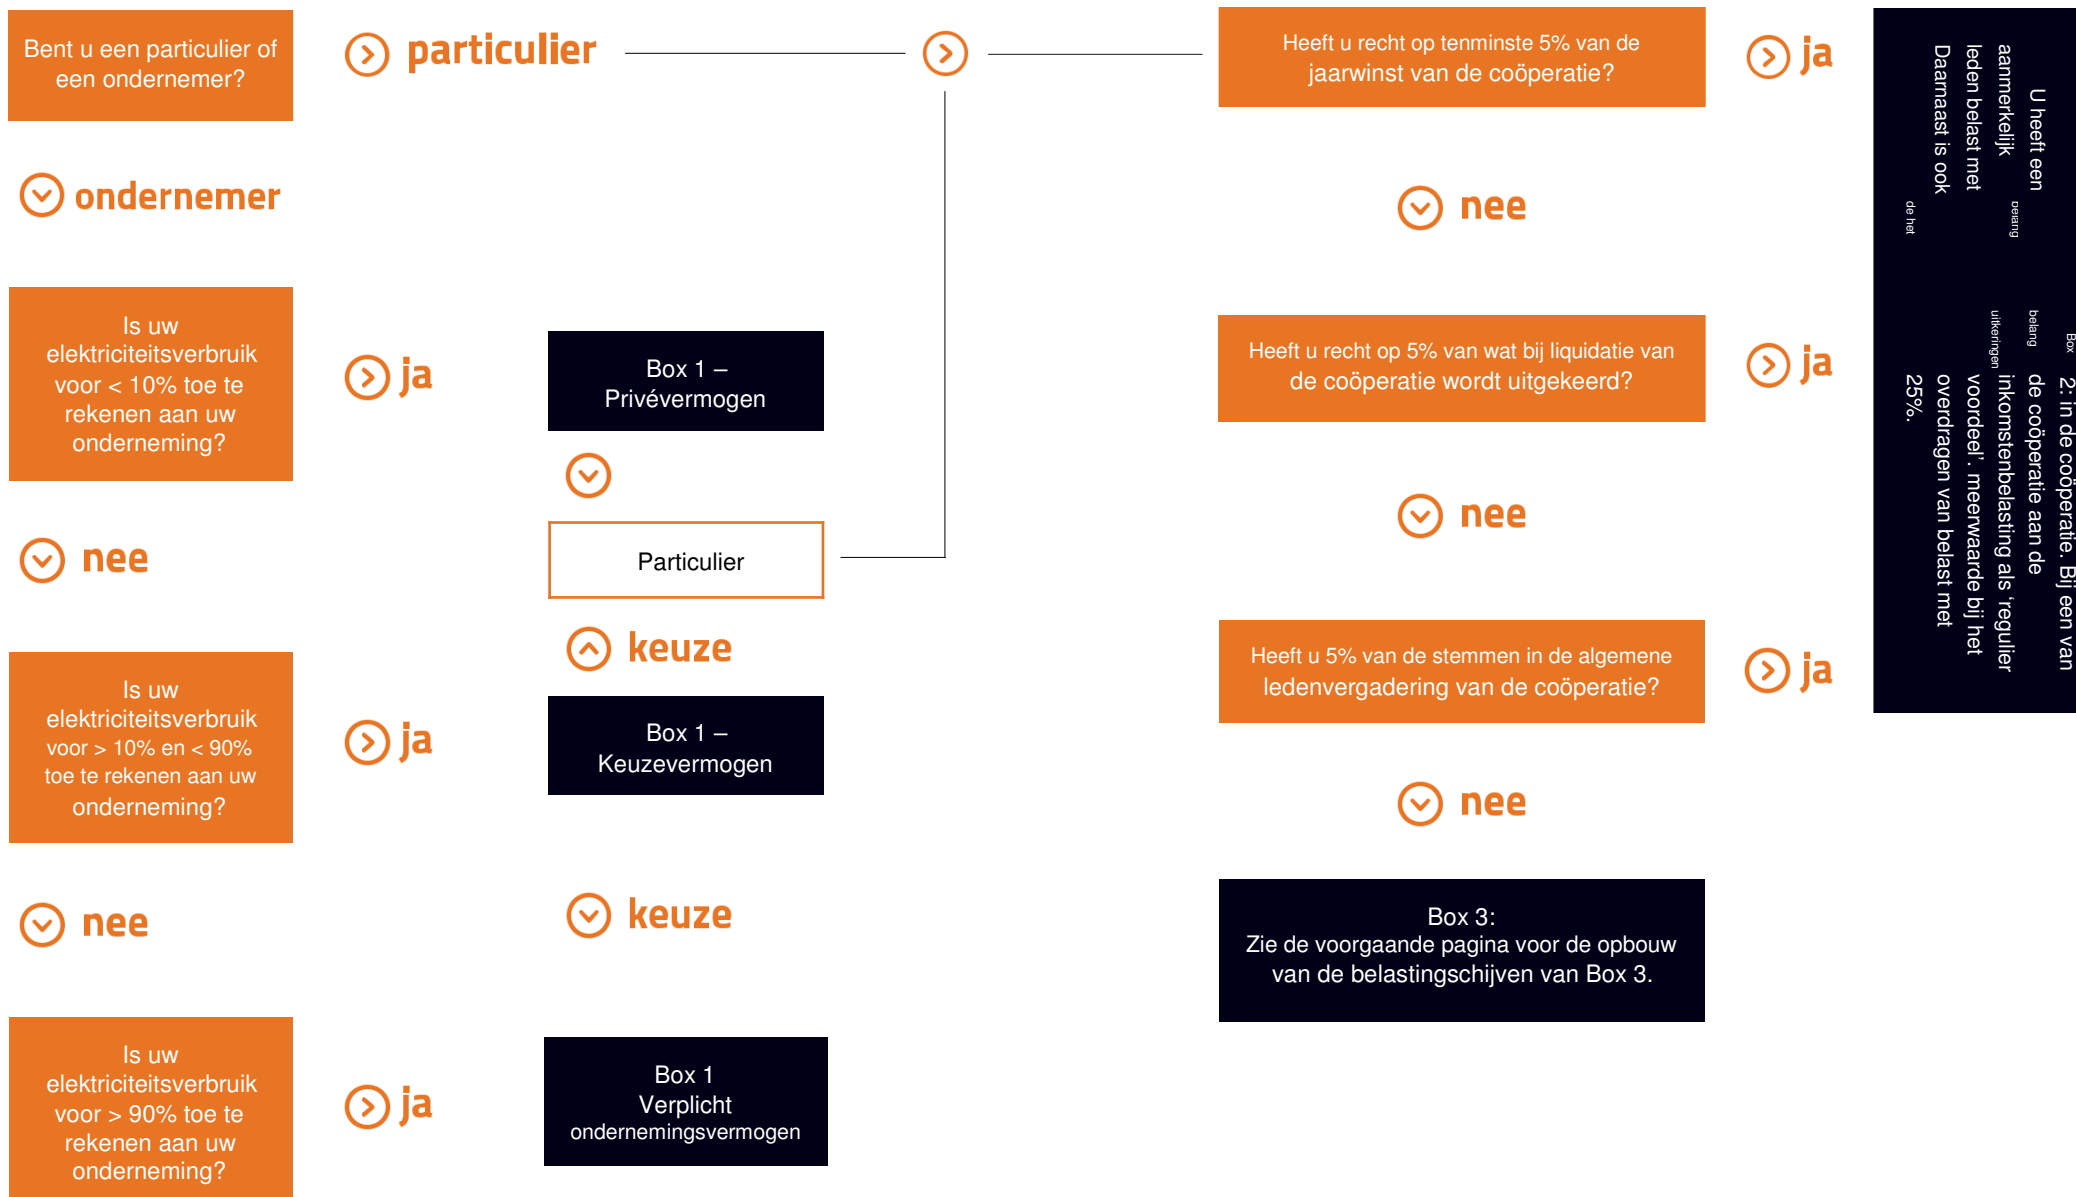 Bent u een particulier of
een ondernemer?
particulier
ondernemer
Is uw
elektriciteitsverbruik
voor < 10% toe te
rekenen aan uw
onderneming?
ja
Box 1 –
Privévermogen
Particulier
nee
keuze
Is uw
elektriciteitsverbruik
voor > 10% en < 90%
toe te rekenen aan uw
onderneming?
ja
Box 1 –
Keuzevermogen
nee
keuze
Is uw
elektriciteitsverbruik
voor > 90% toe te
rekenen aan uw
onderneming?
ja
Box 1
Verplicht
ondernemingsvermogen
Heeft u recht op tenminste 5% van de
jaarwinst van de coöperatie?
ja
nee
Heeft u recht op 5% van wat bij liquidatie van
de coöperatie wordt uitgekeerd?
ja
nee
Heeft u 5% van de stemmen in de algemene
ledenvergadering van de coöperatie?
ja
nee
Box 3:
Zie de voorgaande pagina voor de opbouw
van de belastingschijven van Box 3.
Box
2: in de coöperatie. Bij een van
U heeft een
belang
de coöperatie aan de
aanmerkelijk
belang
uitkeringen
inkomstenbelasting als ‘regulier
leden belast met
voordeel’. meerwaarde bij het
Daarnaast is ook
overdragen van belast met
de het
25%.